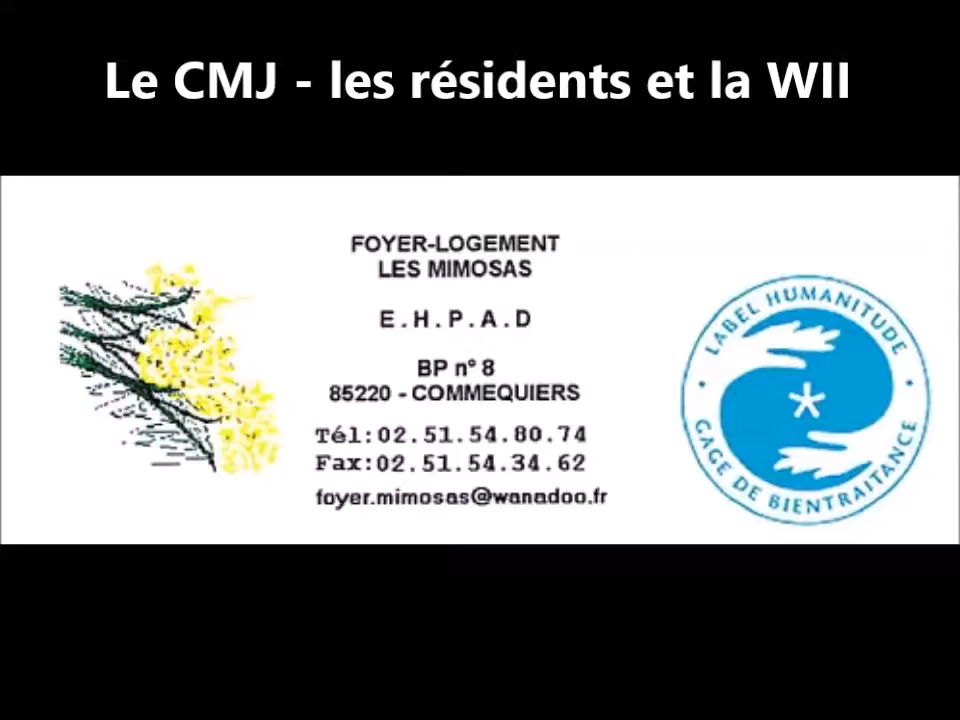 Le CMJ - les résidents et la WII
FOYER-LOGEMENT
LES MIMOSAS
E.H.P.A.D
BP n° 8
85220 - COMMEQUIERS
Tél:02.51.54.80.74
Fax:02.51.54.34.62
foyer.mimosas@wanadoo.fr
• LABEL HUMANITUDE •
GAGE DE BIENTRAITANCE